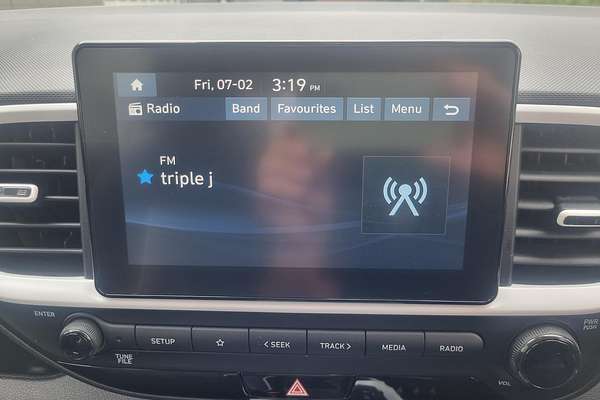 Fri, 07-02 3:19 PM
Radio Band Favourites List Menu
FM
triple j
ENTER
TUNE
FILE
SETUP ☆ < SEEK TRACK > MEDIA RADIO
PWR
PUSH
VOL